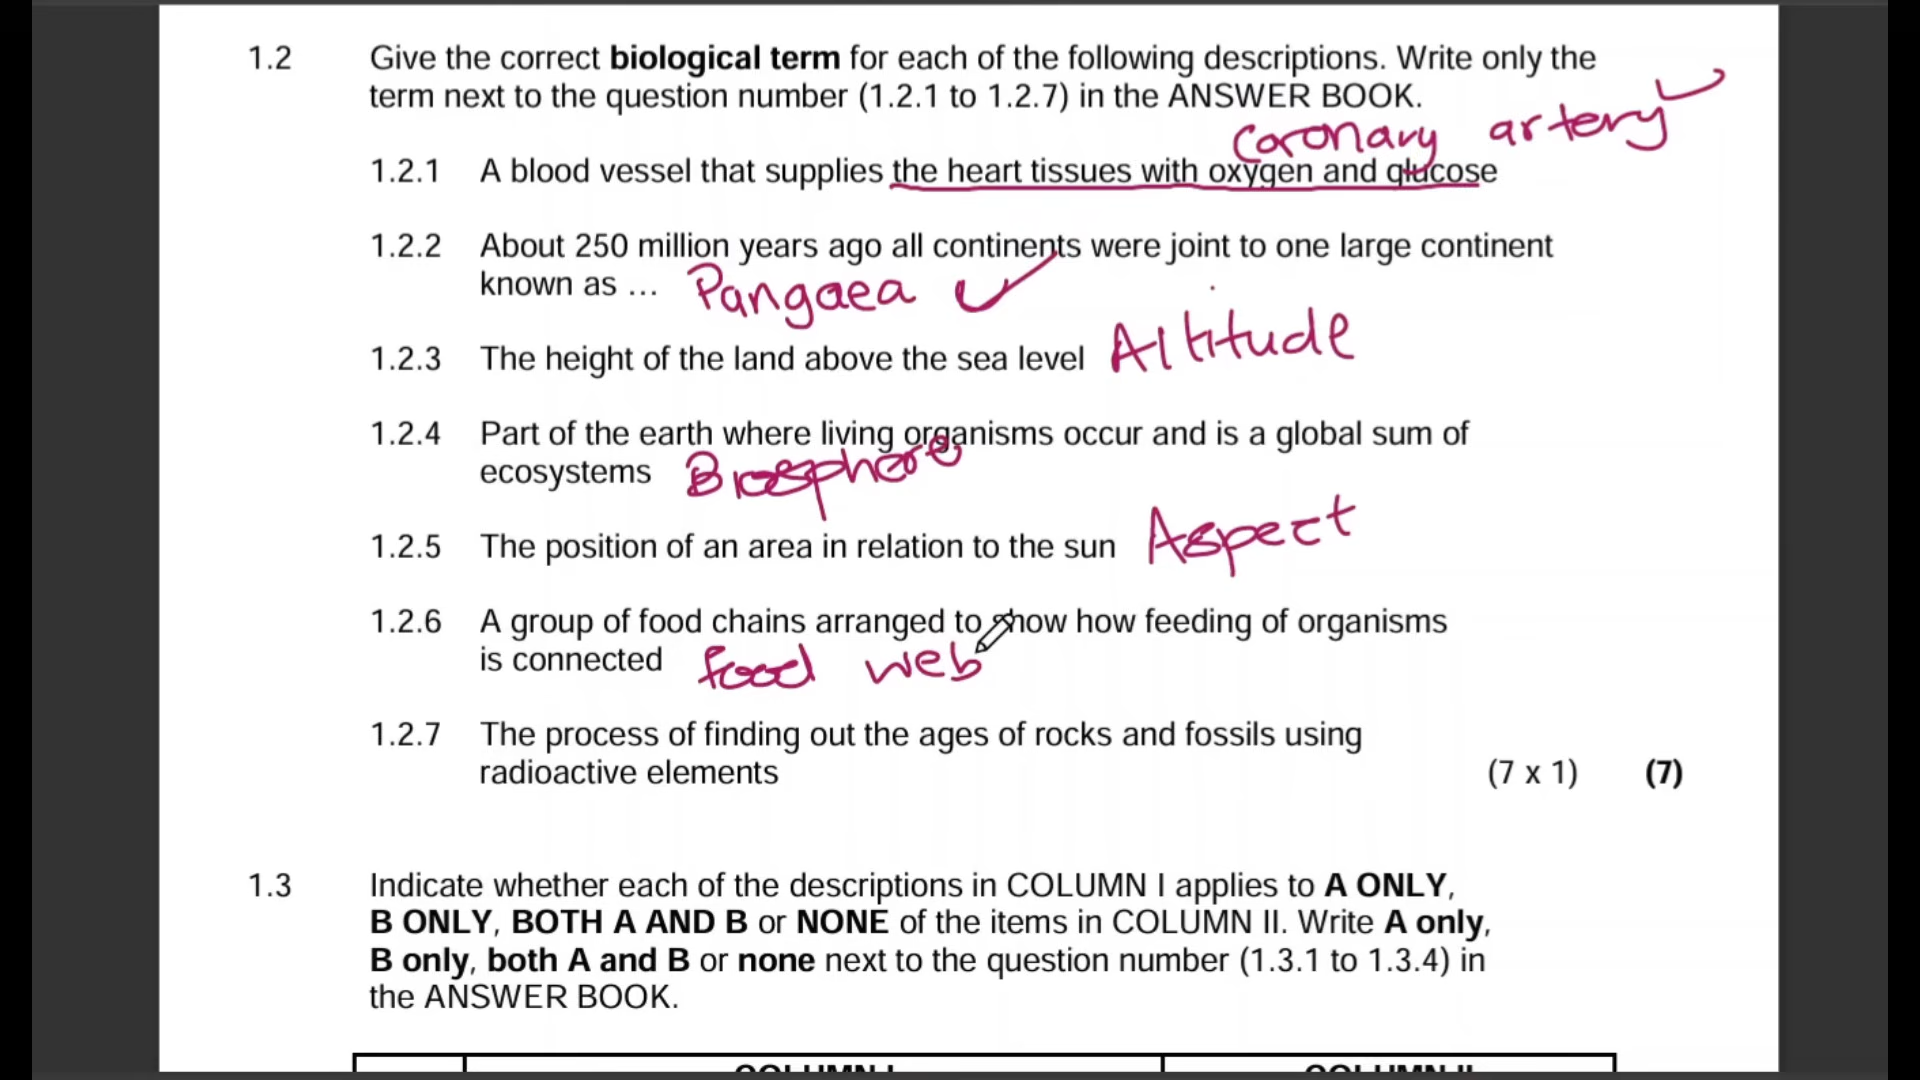 1.2 Give the correct biological term for each of the following descriptions. Write only the
term next to the question number (1.2.1 to 1.2.7) in the ANSWER BOOK.
coronary artery
1.2.1 A blood vessel that supplies the heart tissues with oxygen and glucose
1.2.2 About 250 million years ago all continents were joint to one large continent
known as ... Pangaea
1.2.3 The height of the land above the sea level Altitude
1.2.4 Part of the earth where living organisms occur and is a global sum of
ecosystems Biosphere
1.2.5 The position of an area in relation to the sun Aspect
1.2.6 A group of food chains arranged to show how feeding of organisms
is connected food web
1.2.7 The process of finding out the ages of rocks and fossils using
radioactive elements (7 x 1) (7)
1.3 Indicate whether each of the descriptions in COLUMN I applies to A ONLY,
B ONLY, BOTH A AND B or NONE of the items in COLUMN II. Write A only,
B only, both A and B or none next to the question number (1.3.1 to 1.3.4) in
the ANSWER BOOK.
COLUMN I COLUMN II